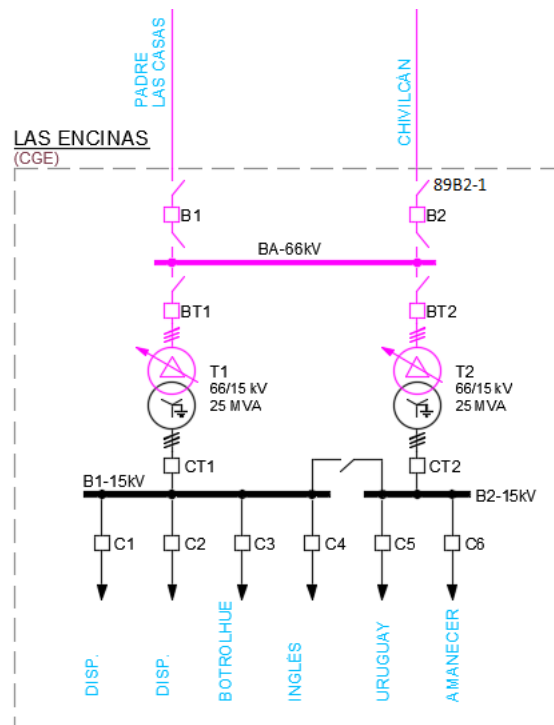 PADRE
LAS CASAS
CHIVILCÁN
LAS ENCINAS
(CGE)
89B2-1
B1
B2
BA-66kV
BT1
BT2
T1
66/15 kV
25 MVA
T2
66/15 kV
25 MVA
CT1
CT2
B1-15kV
B2-15kV
C1
C2
C3
C4
C5
C6
DISP.
DISP.
BOTROLHUE
INGLÉS
URUGUAY
AMANECER